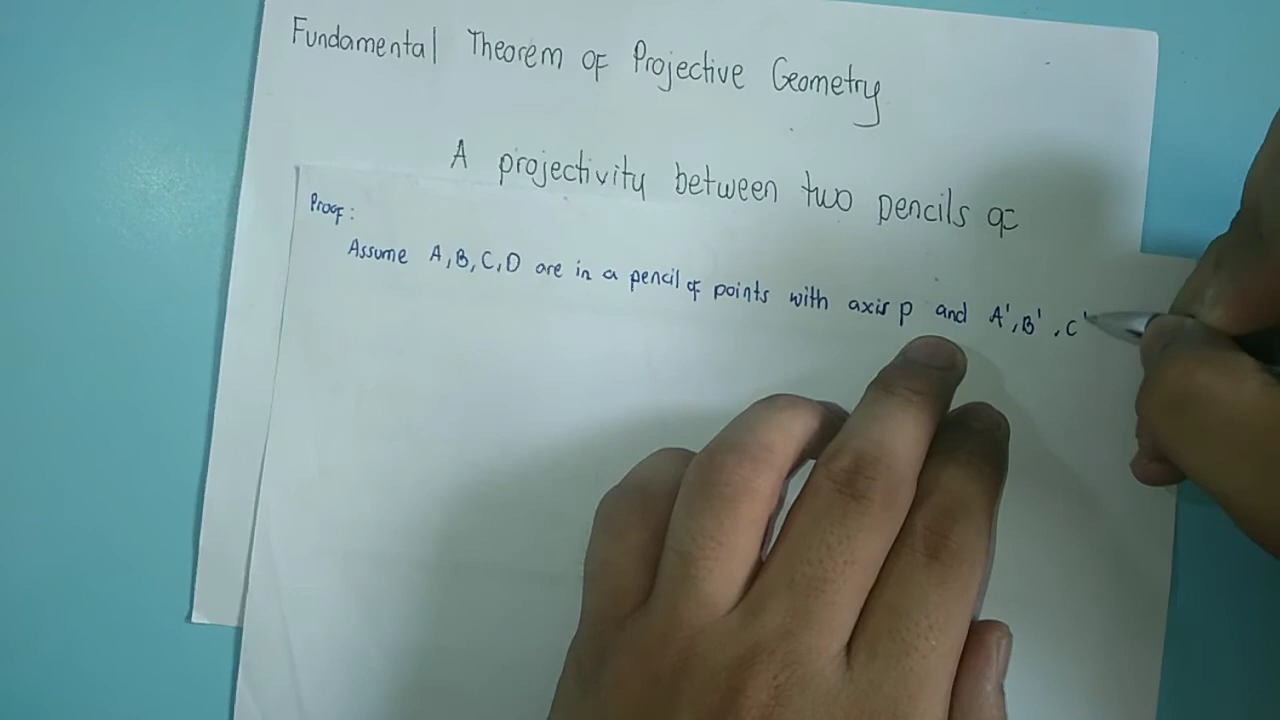 Fundamental Theorem of Projective Geometry
A projectivity between two pencils of
Proof:
Assume A, B, C, D are in a pencil of points with axis p and A', B', C'